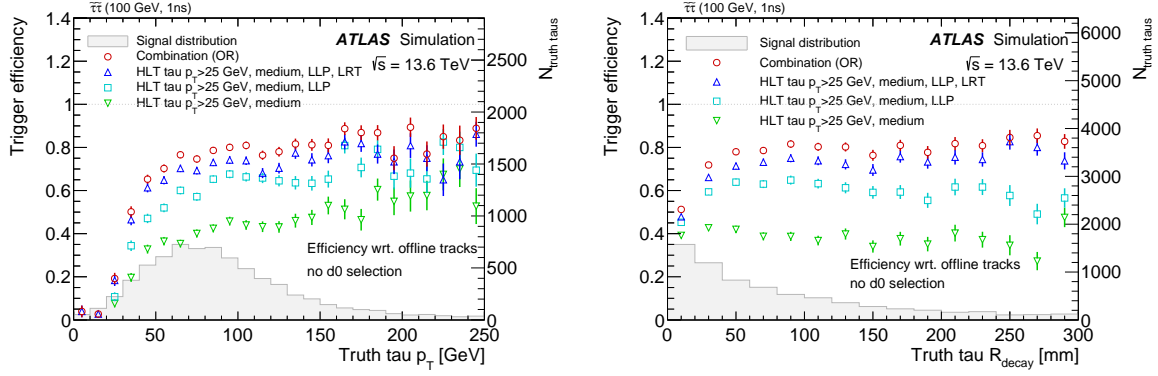 τ̃τ̃ (100 GeV, 1ns)
Trigger efficiency
1.4
1.2
1
0.8
0.6
0.4
0.2
0
Signal distribution
Combination (OR)
HLT tau pT>25 GeV, medium, LLP, LRT
HLT tau pT>25 GeV, medium, LLP
HLT tau pT>25 GeV, medium
ATLAS Simulation
√s = 13.6 TeV
Efficiency wrt. offline tracks
no d0 selection
2500
2000
1500
1000
500
0
N truth taus
0 50 100 150 200 250
Truth tau pT [GeV]
τ̃τ̃ (100 GeV, 1ns)
Trigger efficiency
1.4
1.2
1
0.8
0.6
0.4
0.2
0
Signal distribution
Combination (OR)
HLT tau pT>25 GeV, medium, LLP, LRT
HLT tau pT>25 GeV, medium, LLP
HLT tau pT>25 GeV, medium
ATLAS Simulation
√s = 13.6 TeV
Efficiency wrt. offline tracks
no d0 selection
6000
5000
4000
3000
2000
1000
0
N truth taus
0 50 100 150 200 250 300
Truth tau Rdecay [mm]